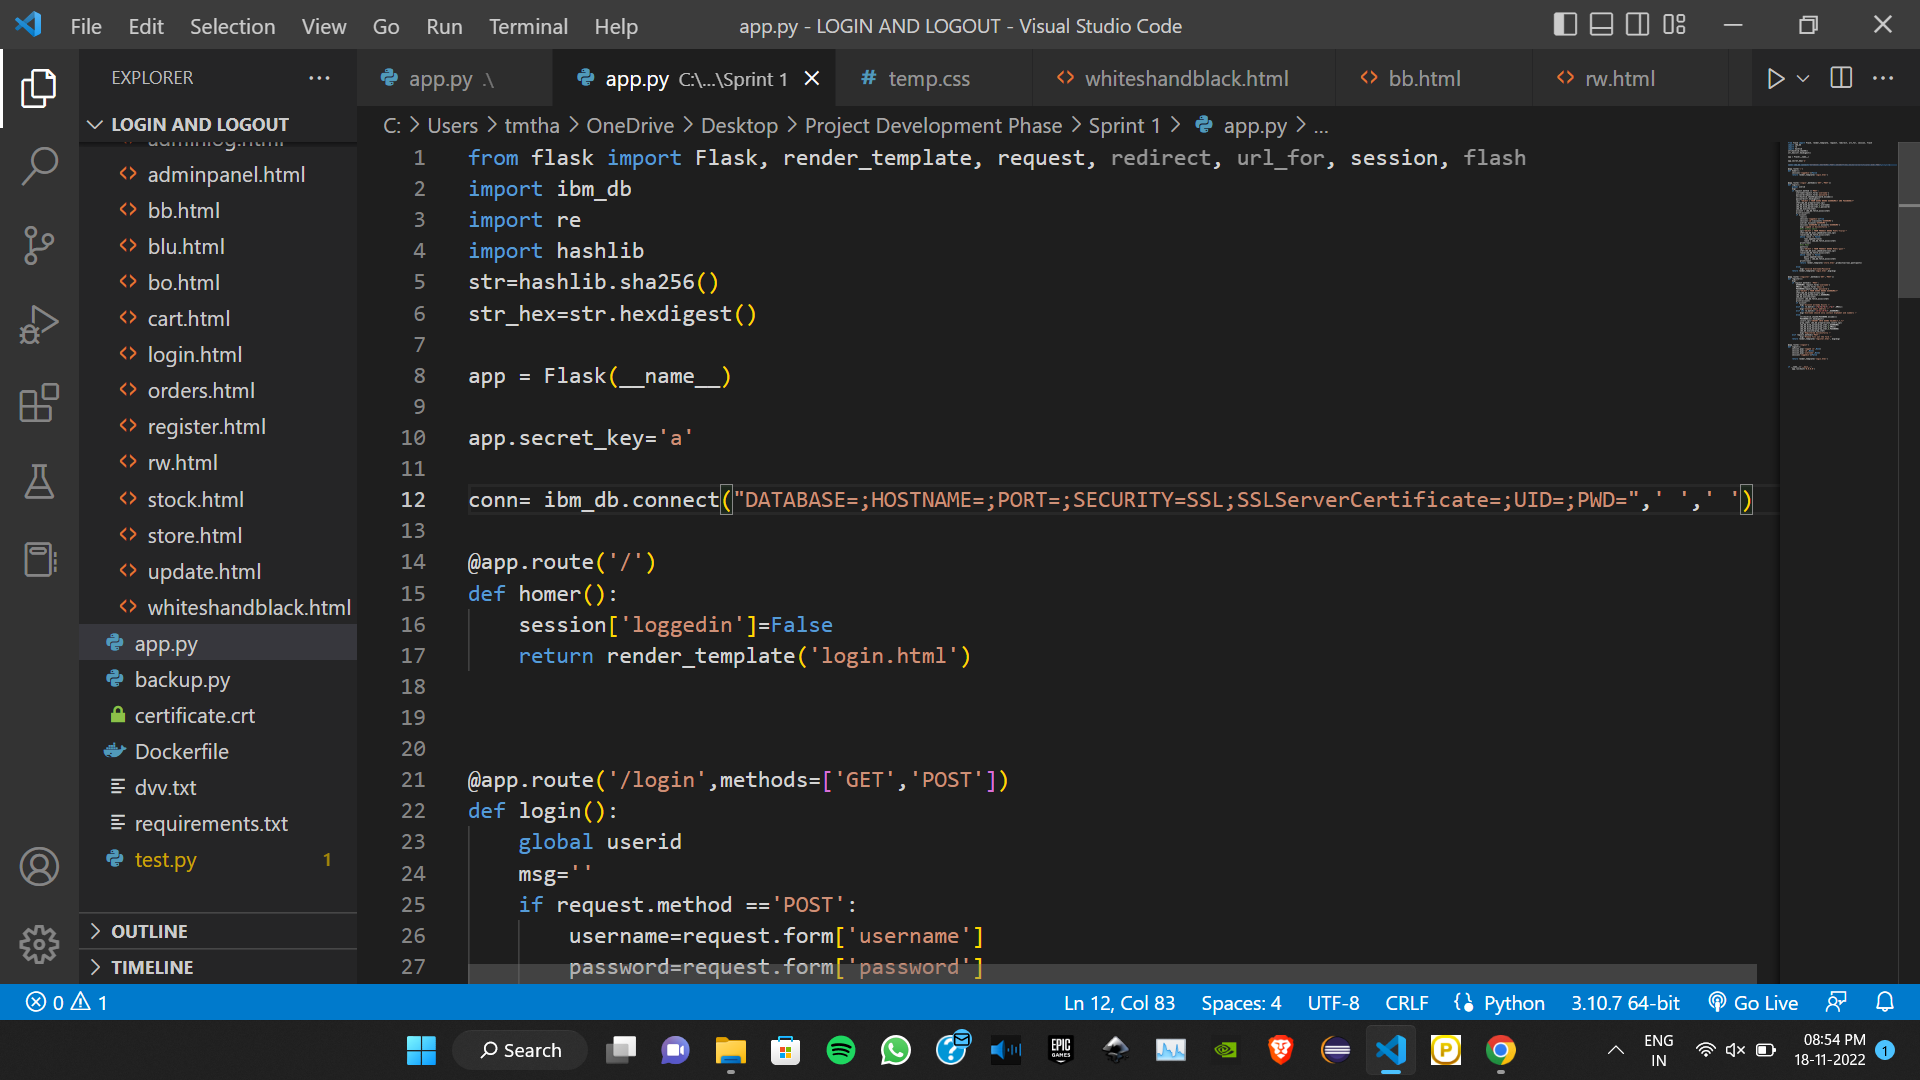 File Edit Selection View Go Run Terminal Help
app.py - LOGIN AND LOGOUT - Visual Studio Code
EXPLORER
LOGIN AND LOGOUT
adminlog.html
adminpanel.html
bb.html
blu.html
bo.html
cart.html
login.html
orders.html
register.html
rw.html
stock.html
store.html
update.html
whiteshandblack.html
app.py
backup.py
certificate.crt
Dockerfile
dvv.txt
requirements.txt
test.py 1
OUTLINE
TIMELINE
app.py .\ app.py C:\...\Sprint 1 # temp.css whiteshandblack.html bb.html rw.html
C: > Users > tmtha > OneDrive > Desktop > Project Development Phase > Sprint 1 > app.py > ...
1 from flask import Flask, render_template, request, redirect, url_for, session, flash
2 import ibm_db
3 import re
4 import hashlib
5 str=hashlib.sha256()
6 str_hex=str.hexdigest()
7
8 app = Flask(__name__)
9
10 app.secret_key='a'
11
12 conn= ibm_db.connect("DATABASE=;HOSTNAME=;PORT=;SECURITY=SSL;SSLServerCertificate=;UID=;PWD=",' ',' ')
13
14 @app.route('/')
15 def homer():
16     session['loggedin']=False
17     return render_template('login.html')
18
19
20
21 @app.route('/login',methods=['GET','POST'])
22 def login():
23     global userid
24     msg=''
25     if request.method =='POST':
26         username=request.form['username']
27         password=request.form['password']
0 1
Ln 12, Col 83 Spaces: 4 UTF-8 CRLF Python 3.10.7 64-bit Go Live
Search
EPIC GAMES
ENG
IN
08:54 PM
18-11-2022
1